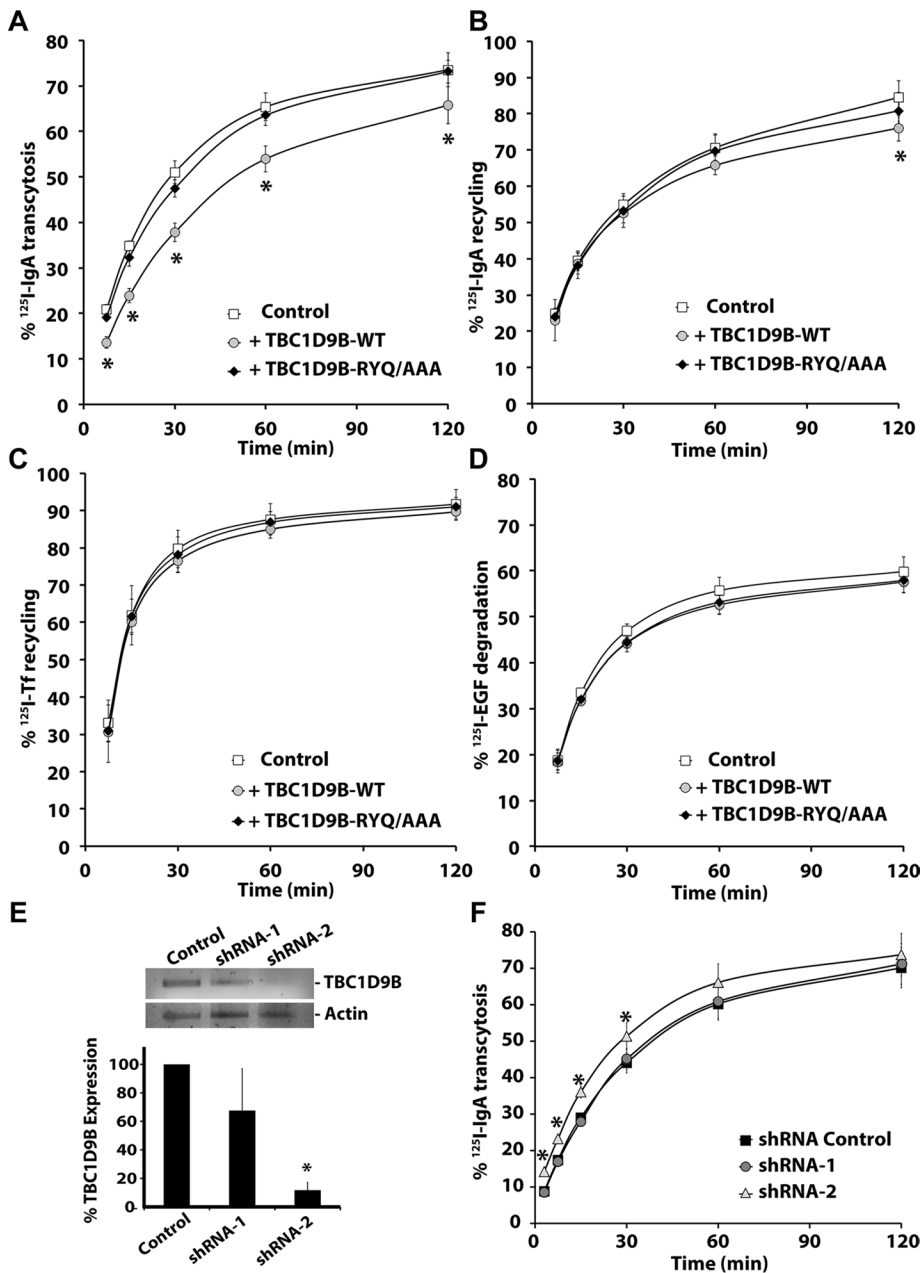 A
80
70
60
50
40
30
20
10
0
% ¹²⁵I-IgA transcytosis
*
*
*
*
*
Control
+ TBC1D9B-WT
+ TBC1D9B-RYQ/AAA
0 30 60 90 120
Time (min)
B
100
90
80
70
60
50
40
30
20
10
0
% ¹²⁵I-IgA recycling
*
Control
+ TBC1D9B-WT
+ TBC1D9B-RYQ/AAA
0 30 60 90 120
Time (min)
C
100
90
80
70
60
50
40
30
20
10
0
% ¹²⁵I-Tf recycling
Control
+ TBC1D9B-WT
+ TBC1D9B-RYQ/AAA
0 30 60 90 120
Time (min)
D
80
70
60
50
40
30
20
10
0
% ¹²⁵I-EGF degradation
Control
+ TBC1D9B-WT
+ TBC1D9B-RYQ/AAA
0 30 60 90 120
Time (min)
E
Control shRNA-1 shRNA-2
- TBC1D9B
- Actin
% TBC1D9B Expression
100
80
60
40
20
0
*
Control shRNA-1 shRNA-2
F
80
70
60
50
40
30
20
10
0
% ¹²⁵I-IgA transcytosis
*
*
*
*
shRNA Control
shRNA-1
shRNA-2
0 30 60 90 120
Time (min)